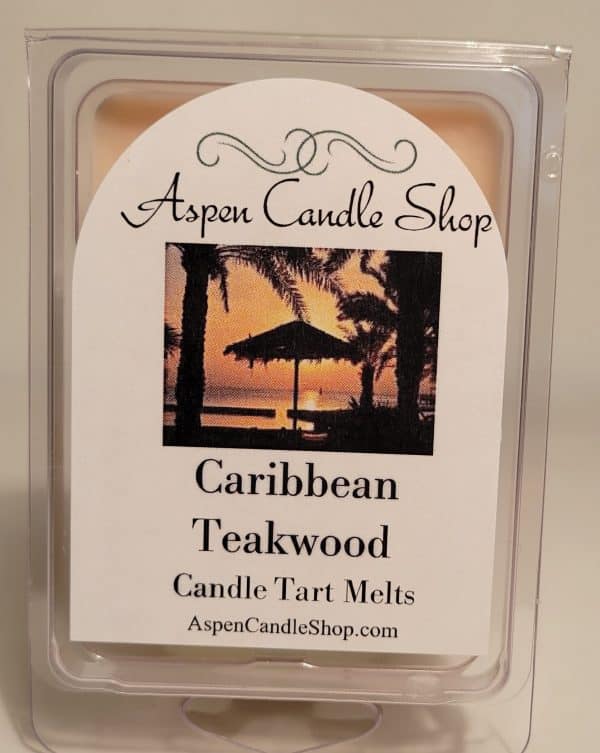 Aspen Candle Shop
Caribbean
Teakwood
Candle Tart Melts
AspenCandleShop.com